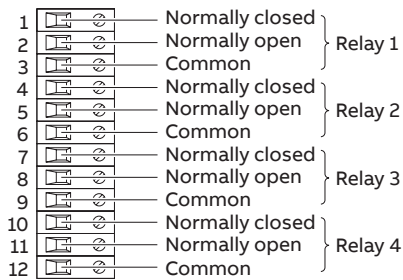 1 Normally closed
2 Normally open Relay 1
3 Common
4 Normally closed
5 Normally open Relay 2
6 Common
7 Normally closed
8 Normally open Relay 3
9 Common
10 Normally closed
11 Normally open Relay 4
12 Common